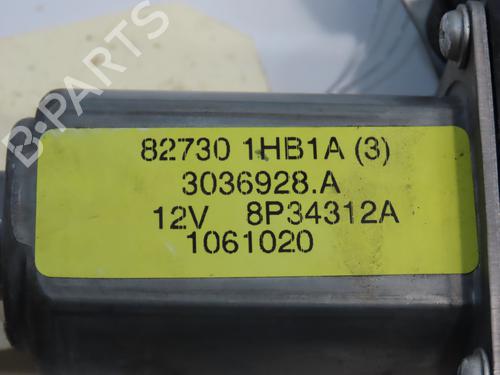 B-PARTS
82730 1HB1A (3)
3036928.A
12V 8P34312A
1061020